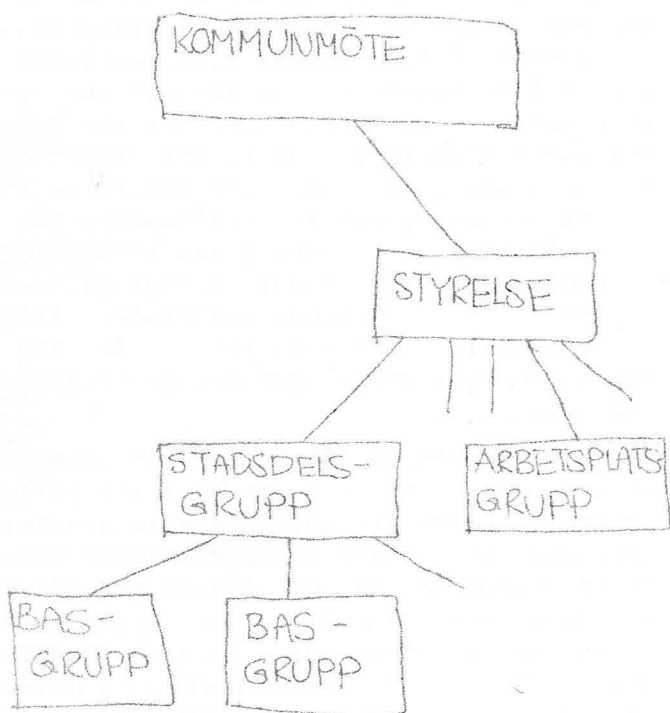 KOMMUNMÖTE
STYRELSE
STADSDELS-
GRUPP
ARBETSPLATS
GRUPP
BAS-
GRUPP
BAS-
GRUPP